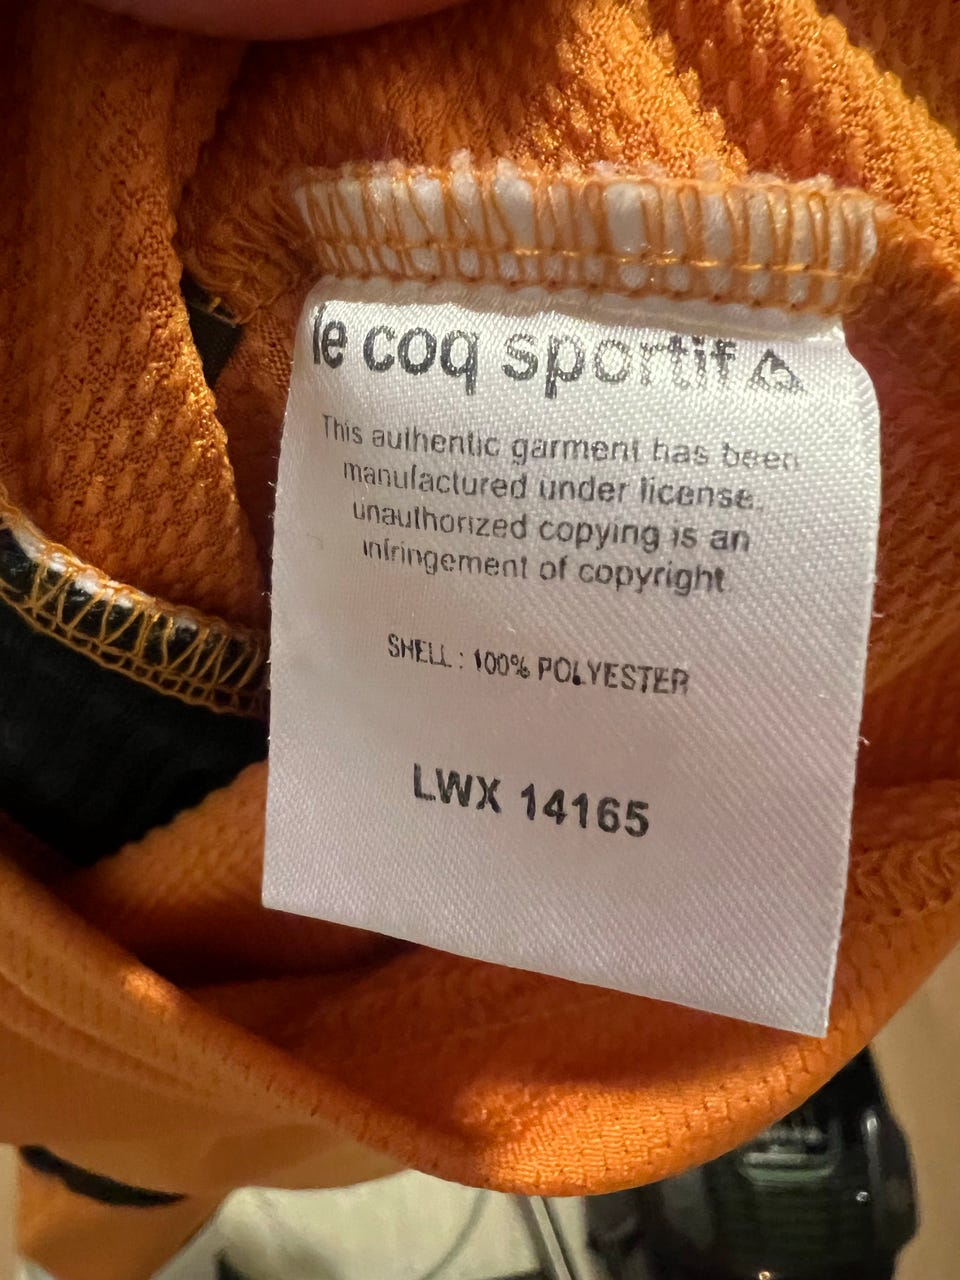 le coq sportif
This authentic garment has been
manufactured under license.
unauthorized copying is an
infringement of copyright
SHELL : 100% POLYESTER
LWX 14165